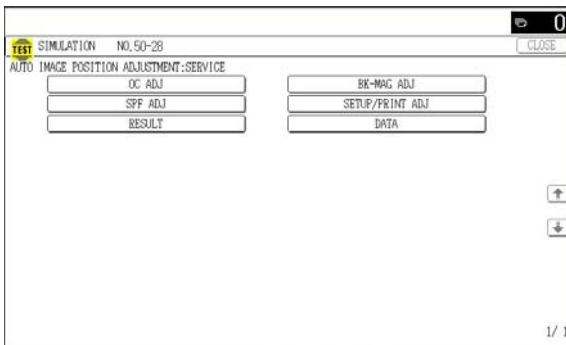 0
TEST SIMULATION NO.50-28 CLOSE
AUTO IMAGE POSITION ADJUSTMENT:SERVICE
OC ADJ BK-MAG ADJ
SPF ADJ SETUP/PRINT ADJ
RESULT DATA
1/ 1